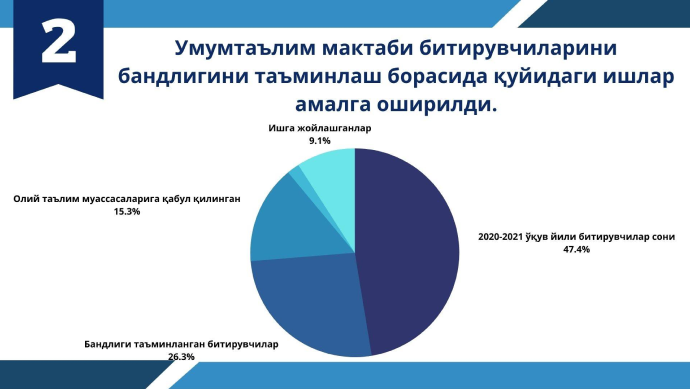 2
Умумтаълим мактаби битирувчиларини
бандлигини таъминлаш борасида қуйидаги ишлар
амалга оширилди.
Ишга жойлашганлар
9.1%
Олий таълим муассасаларига қабул қилинган
15.3%
2020-2021 ўқув йили битирувчилар сони
47.4%
Бандлиги таъминланган битирувчилар
26.3%